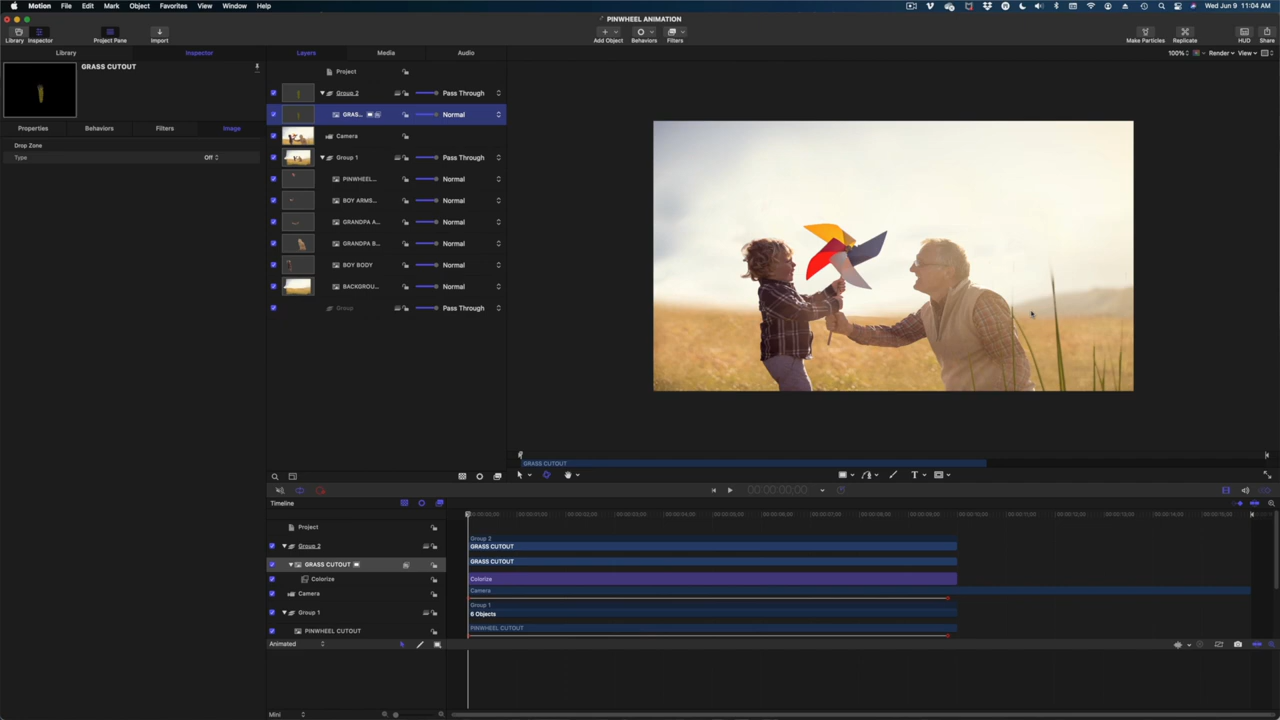 Motion File Edit Mark Object Favorites View Window Help
Wed Jun 9 11:04 AM
PINWHEEL ANIMATION
Library Inspector Project Pane Import
Add Object Behaviors Filters
Make Particles Replicate HUD Share
Library Inspector
Layers Media Audio
100% Render View
GRASS CUTOUT
Properties Behaviors Filters Image
Drop Zone
Type Off
Project
Group 2 Pass Through
GRAS... Normal
Camera
Group 1 Pass Through
PINWHEEL... Normal
BOY ARMS... Normal
GRANDPA A... Normal
GRANDPA B... Normal
BOY BODY Normal
BACKGROU... Normal
Group Pass Through
GRASS CUTOUT
T
00:00:00:00
Timeline
Project
Group 2
Group 2
GRASS CUTOUT
GRASS CUTOUT
GRASS CUTOUT
Colorize
Colorize
Camera
Camera
Group 1
Group 1
6 Objects
PINWHEEL CUTOUT
PINWHEEL CUTOUT
Animated
Mini